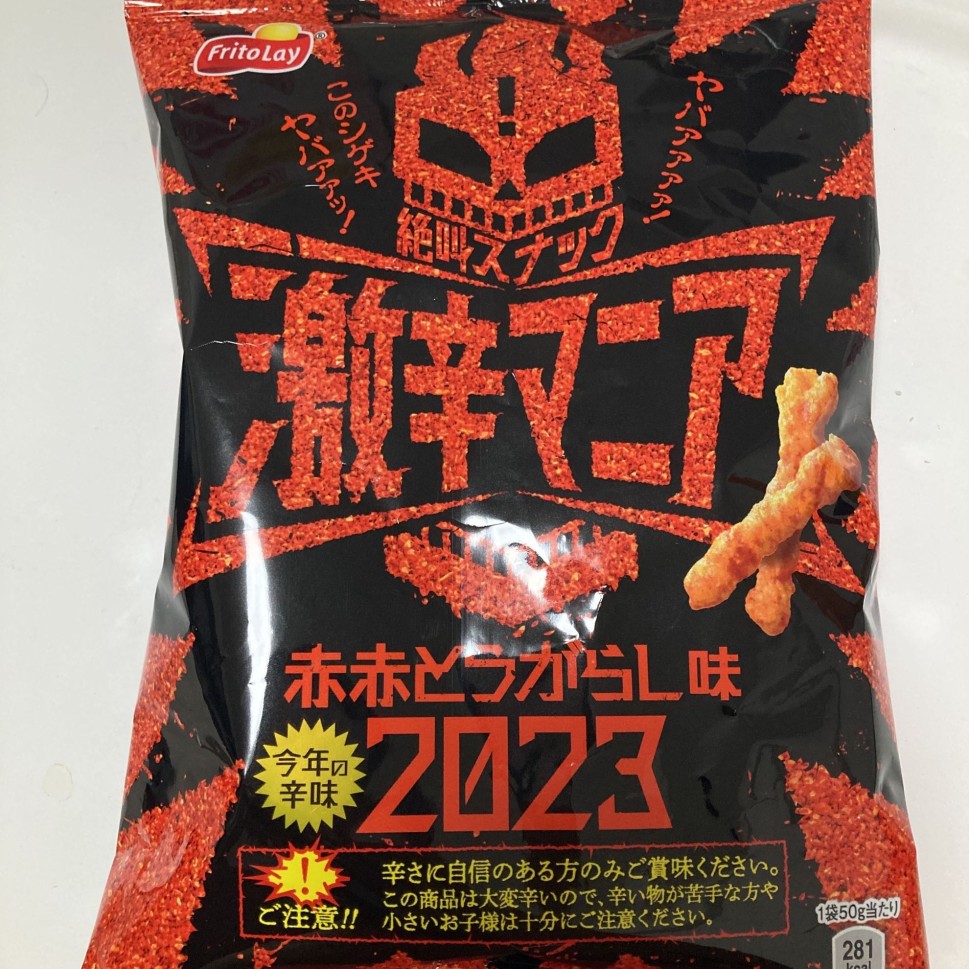 FritoLay®
このシゲキ
ヤバアアッ!
ヤバアアアア!
絶叫スナック
激辛マニア
赤赤とうがらし味
今年の
辛味
2023
!
ご注意!!
辛さに自信のある方のみご賞味ください。
この商品は大変辛いので、辛い物が苦手な方や
小さいお子様は十分にご注意ください。
1袋50g当たり
281
kcal